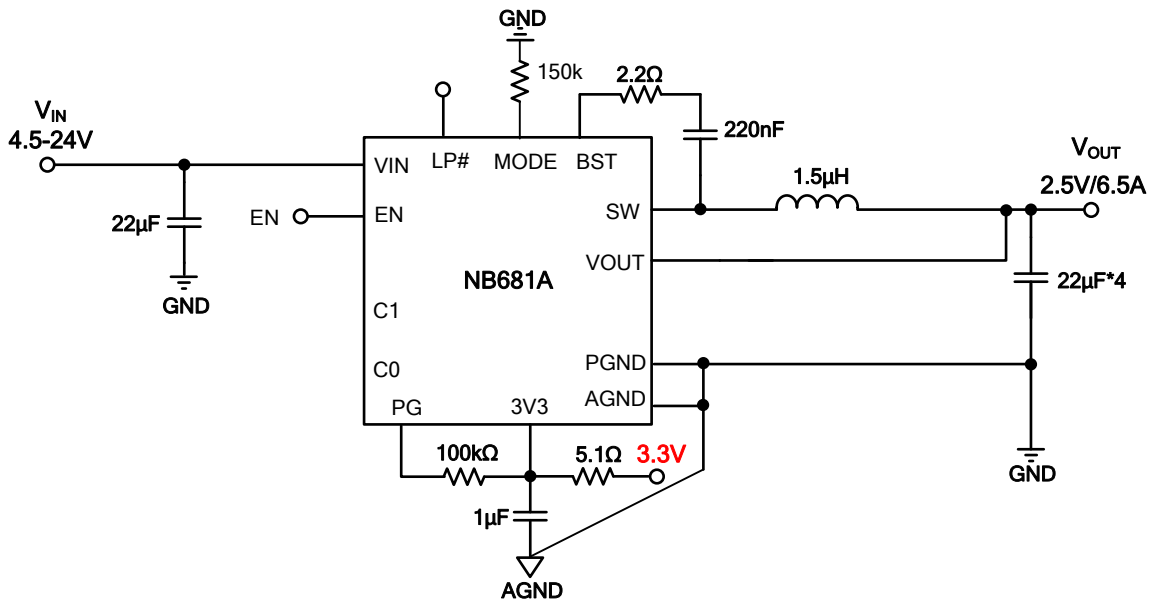 GND
150k
2.2Ω
V_IN
4.5-24V
LP#
MODE
BST
220nF
VIN
1.5µH
V_OUT
2.5V/6.5A
22µF
EN
EN
SW
GND
NB681A
VOUT
22µF*4
C1
C0
PGND
AGND
PG
3V3
100kΩ
5.1Ω
3.3V
GND
1µF
AGND